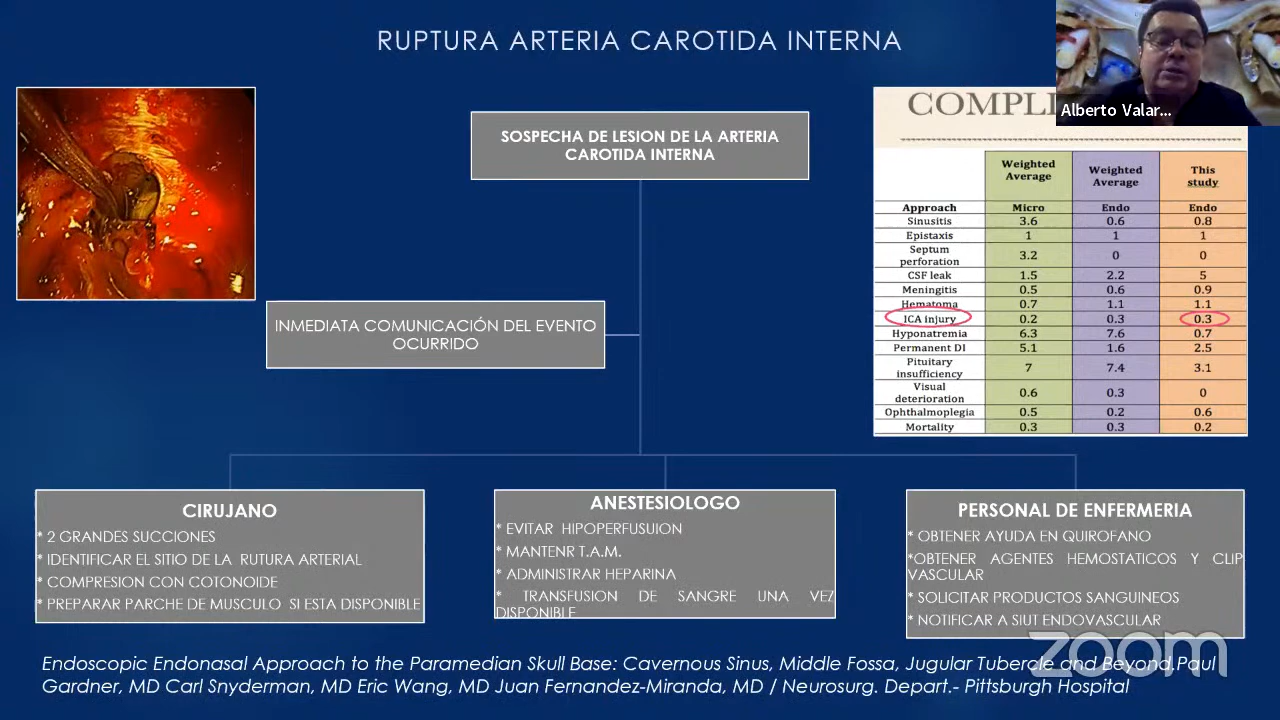 RUPTURA ARTERIA CAROTIDA INTERNA
SOSPECHA DE LESION DE LA ARTERIA
CAROTIDA INTERNA
INMEDIATA COMUNICACIÓN DEL EVENTO
OCURRIDO
Alberto Valar...
Weighted Average Weighted Average This study
Approach Micro Endo Endo
Sinusitis 3.6 0.6 0.8
Epistaxis 1 1 1
Septum perforation 3.2 0 0
CSF leak 1.5 2.2 5
Meningitis 0.5 0.6 0.9
Hematoma 0.7 1.1 1.1
ICA injury 0.2 0.3 0.3
Hyponatremia 6.3 7.6 0.7
Permanent DI 5.1 1.6 2.5
Pituitary insufficiency 7 7.4 3.1
Visual deterioration 0.6 0.3 0
Ophthalmoplegia 0.5 0.2 0.6
Mortality 0.3 0.3 0.2
CIRUJANO
* 2 GRANDES SUCCIONES
* IDENTIFICAR EL SITIO DE LA RUTURA ARTERIAL
* COMPRESION CON COTONOIDE
* PREPARAR PARCHE DE MUSCULO SI ESTA DISPONIBLE
ANESTESIOLOGO
* EVITAR HIPOPERFUSUION
* MANTENR T.A.M.
* ADMINISTRAR HEPARINA
* TRANSFUSION DE SANGRE UNA VEZ
DISPONIBLE
PERSONAL DE ENFERMERIA
* OBTENER AYUDA EN QUIROFANO
*OBTENER AGENTES HEMOSTATICOS Y CLIP
VASCULAR
* SOLICITAR PRODUCTOS SANGUINEOS
* NOTIFICAR A SIUT ENDOVASCULAR
zoom
Endoscopic Endonasal Approach to the Paramedian Skull Base: Cavernous Sinus, Middle Fossa, Jugular Tubercle and Beyond.Paul
Gardner, MD Carl Snyderman, MD Eric Wang, MD Juan Fernandez-Miranda, MD / Neurosurg. Depart.- Pittsburgh Hospital